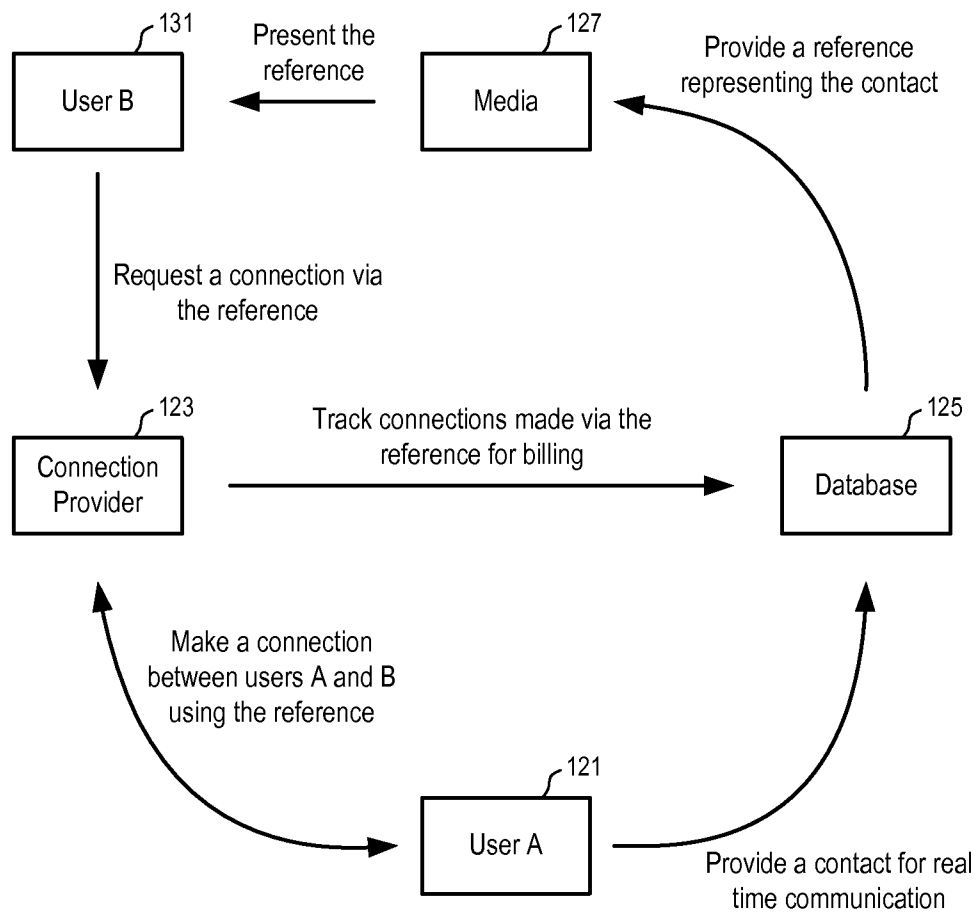 131
User B
Present the
reference
127
Media
Provide a reference
representing the contact
Request a connection via
the reference
123
Connection
Provider
Track connections made via the
reference for billing
125
Database
Make a connection
between users A and B
using the reference
121
User A
Provide a contact for real
time communication